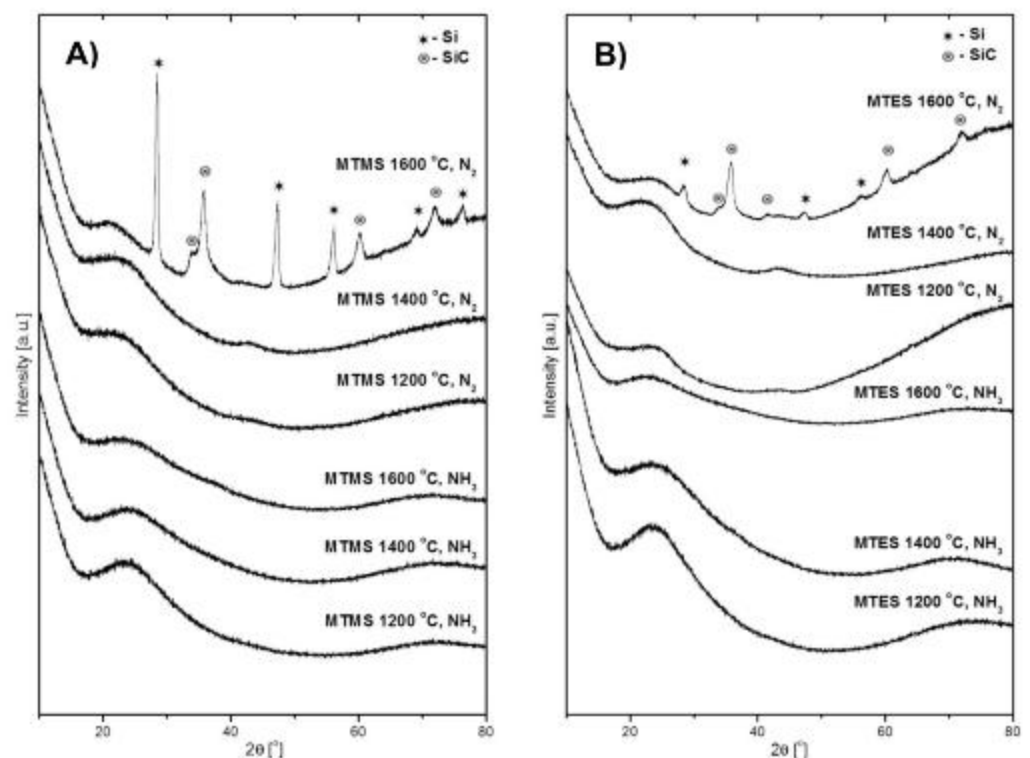 A)
✶ - Si
⊛ - SiC
MTMS 1600 °C, N₂
MTMS 1400 °C, N₂
MTMS 1200 °C, N₂
MTMS 1600 °C, NH₃
MTMS 1400 °C, NH₃
MTMS 1200 °C, NH₃
Intensity [a.u.]
20 40 60 80
2θ [°]
B)
✶ - Si
⊛ - SiC
MTES 1600 °C, N₂
MTES 1400 °C, N₂
MTES 1200 °C, N₂
MTES 1600 °C, NH₃
MTES 1400 °C, NH₃
MTES 1200 °C, NH₃
Intensity [a.u.]
20 40 60 80
2θ [°]